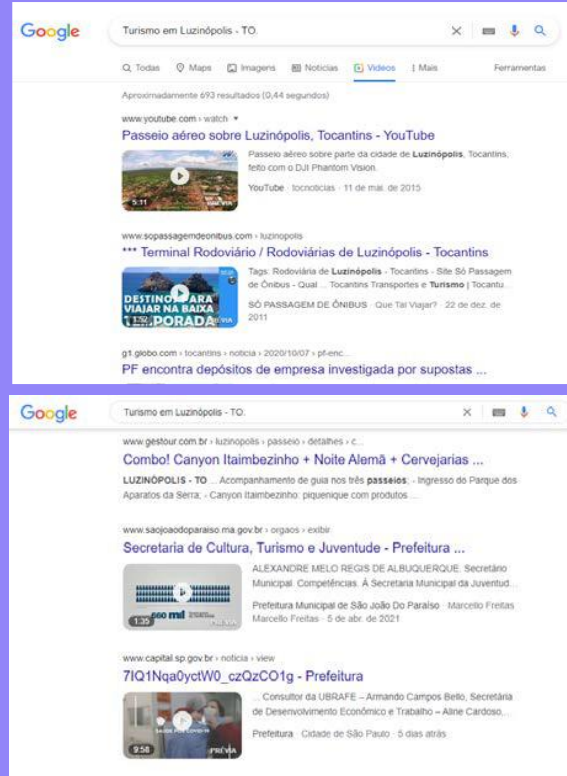 Google
Turismo em Luzinópolis - TO.
Todas Maps Imagens Notícias Vídeos Mais Ferramentas
Aproximadamente 693 resultados (0,44 segundos)
www.youtube.com › watch
Passeio aéreo sobre Luzinópolis, Tocantins - YouTube
Passeio aéreo sobre parte da cidade de Luzinópolis, Tocantins,
feito com o DJI Phantom Vision.
YouTube · tocnoticias · 11 de mai. de 2015
5:11
PRÉVIA
www.sopassagemdeonibus.com › luzinopolis
*** Terminal Rodoviário / Rodoviárias de Luzinópolis - Tocantins
Tags: Rodoviária de Luzinópolis - Tocantins - Site Só Passagem
de Ônibus - Qual ... Tocantins Transportes e Turismo | Tocantu...
SÓ PASSAGEM DE ÔNIBUS · Que Tal Viajar? · 22 de dez. de
2011
DESTINO PARA
VIAJAR NA BAIXA
TEMPORADA
PRÉVIA
g1.globo.com › tocantins › noticia › 2020/10/07 › pf-enc...
PF encontra depósitos de empresa investigada por supostas ...
Google
Turismo em Luzinópolis - TO.
www.gestour.com.br › luzinopolis › passeio › detalhes › c...
Combo! Canyon Itaimbezinho + Noite Alemã + Cervejarias ...
LUZINÓPOLIS - TO ... Acompanhamento de guia nos três passeios; - Ingresso do Parque dos
Aparatos da Serra; - Canyon Itaimbezinho: piquenique com produtos ...
www.saojoaodoparaiso.ma.gov.br › orgaos › exibir
Secretaria de Cultura, Turismo e Juventude - Prefeitura ...
ALEXANDRE MELO REGIS DE ALBUQUERQUE. Secretário
Municipal. Competências. À Secretaria Municipal da Juventud...
Prefeitura Municipal de São João Do Paraíso · Marcello Freitas
Marcello Freitas · 5 de abr. de 2021
660 mil
1:35
PRÉVIA
www.capital.sp.gov.br › noticia › view
7IQ1Nqa0yctW0_czQzCO1g - Prefeitura
... Consultor da UBRAFE – Armando Campos Bello, Secretária
de Desenvolvimento Econômico e Trabalho – Aline Cardoso,...
Prefeitura · Cidade de São Paulo · 5 dias atrás
9:58
PRÉVIA